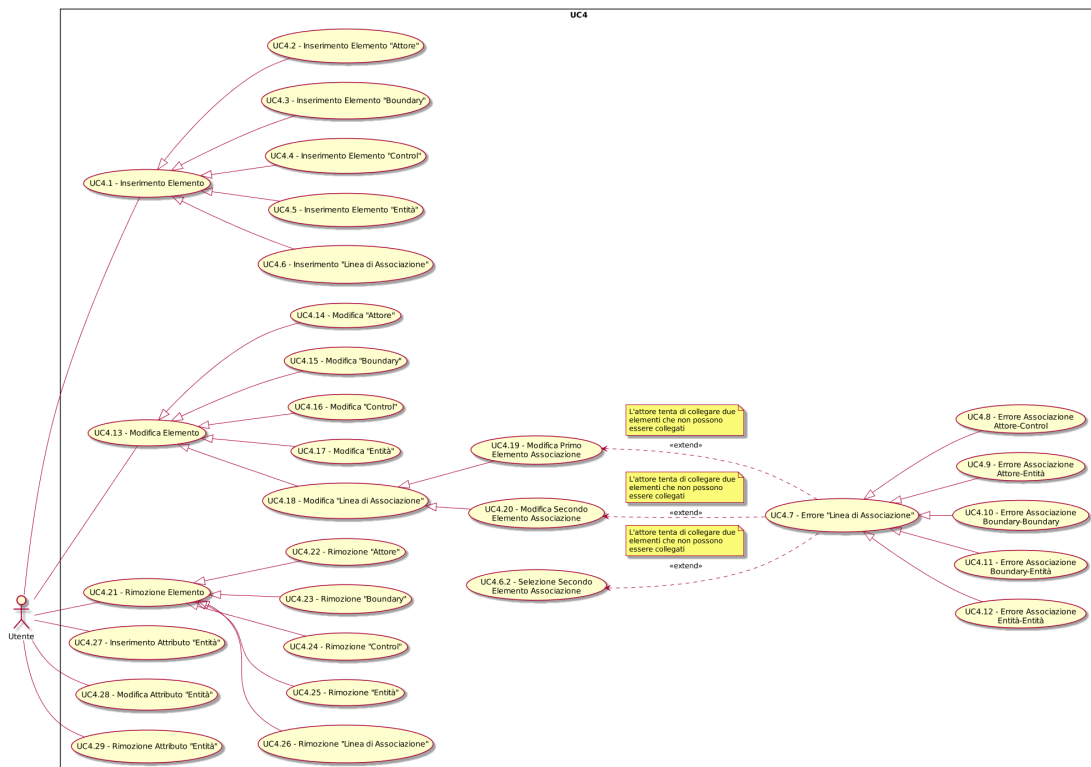 UC4
UC4.2 - Inserimento Elemento "Attore"
UC4.3 - Inserimento Elemento "Boundary"
UC4.4 - Inserimento Elemento "Control"
UC4.1 - Inserimento Elemento
UC4.5 - Inserimento Elemento "Entità"
UC4.6 - Inserimento "Linea di Associazione"
UC4.14 - Modifica "Attore"
UC4.15 - Modifica "Boundary"
UC4.16 - Modifica "Control"
UC4.13 - Modifica Elemento
UC4.17 - Modifica "Entità"
UC4.18 - Modifica "Linea di Associazione"
UC4.19 - Modifica Primo
Elemento Associazione
UC4.20 - Modifica Secondo
Elemento Associazione
UC4.6.2 - Selezione Secondo
Elemento Associazione
L'attore tenta di collegare due
elementi che non possono
essere collegati
«extend»
L'attore tenta di collegare due
elementi che non possono
essere collegati
«extend»
L'attore tenta di collegare due
elementi che non possono
essere collegati
«extend»
UC4.7 - Errore "Linea di Associazione"
UC4.8 - Errore Associazione
Attore-Control
UC4.9 - Errore Associazione
Attore-Entità
UC4.10 - Errore Associazione
Boundary-Boundary
UC4.11 - Errore Associazione
Boundary-Entità
UC4.12 - Errore Associazione
Entità-Entità
UC4.22 - Rimozione "Attore"
UC4.21 - Rimozione Elemento
UC4.23 - Rimozione "Boundary"
UC4.24 - Rimozione "Control"
UC4.25 - Rimozione "Entità"
UC4.26 - Rimozione "Linea di Associazione"
Utente
UC4.27 - Inserimento Attributo "Entità"
UC4.28 - Modifica Attributo "Entità"
UC4.29 - Rimozione Attributo "Entità"